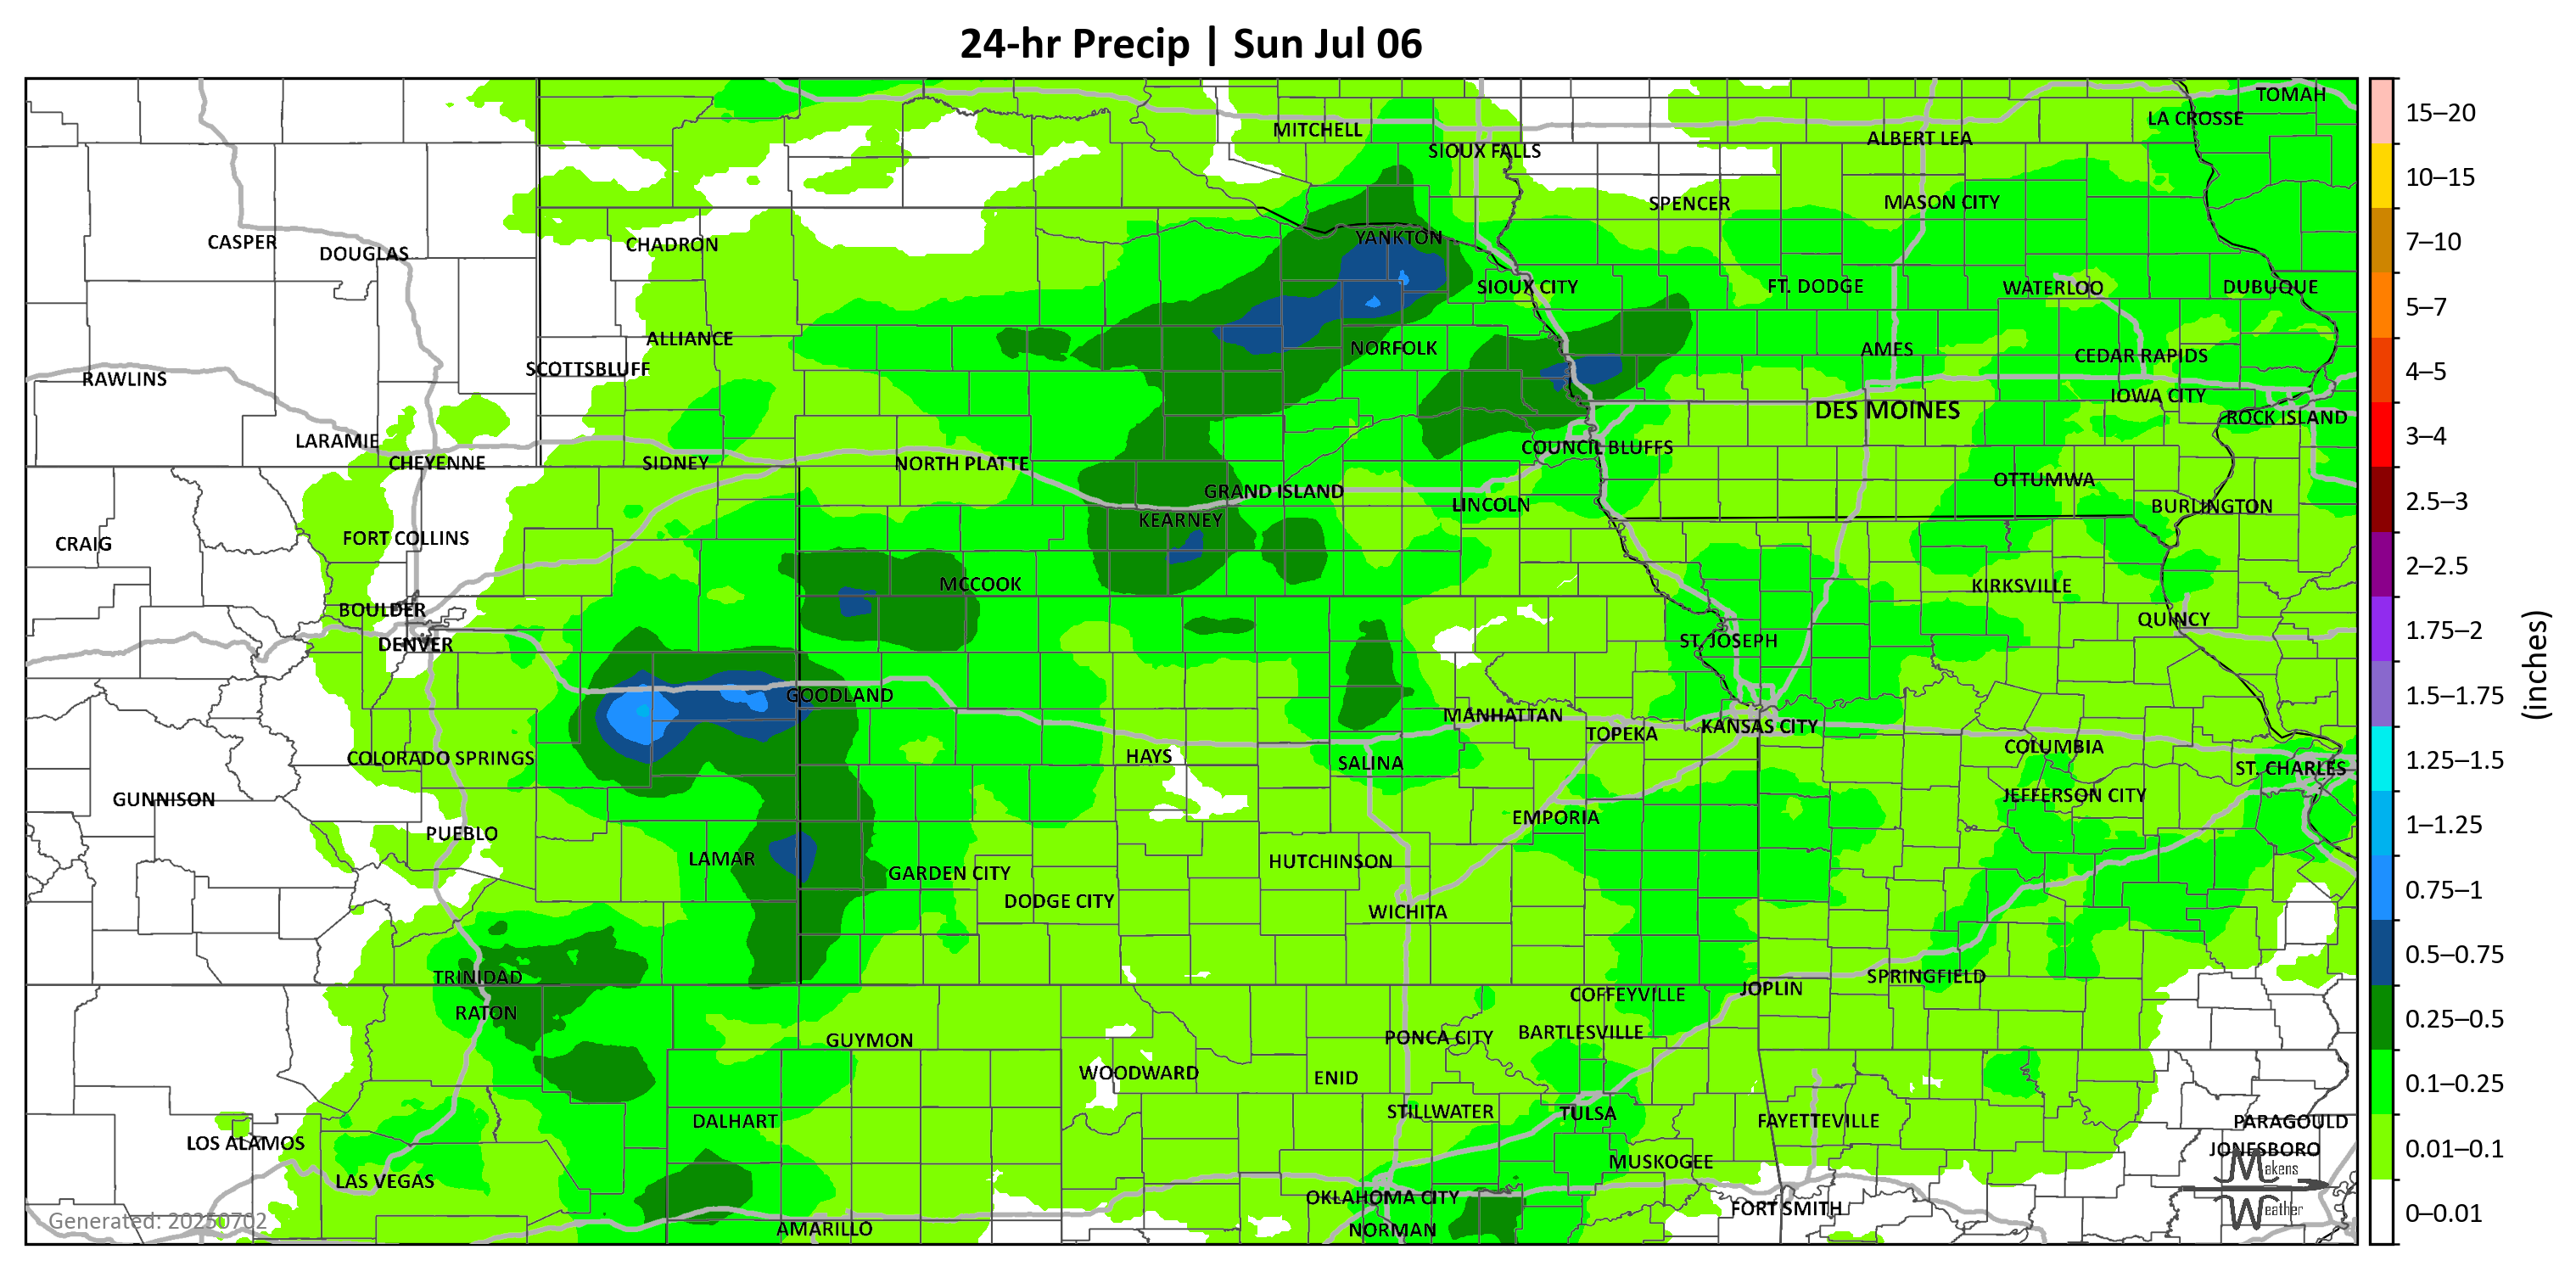 24-hr Precip | Sun Jul 06
TOMAH
LA CROSSE
MITCHELL
ALBERT LEA
SIOUX FALLS
SPENCER
MASON CITY
CASPER
DOUGLAS
CHADRON
YANKTON
SIOUX CITY
FT. DODGE
WATERLOO
DUBUQUE
ALLIANCE
NORFOLK
AMES
CEDAR RAPIDS
SCOTTSBLUFF
RAWLINS
IOWA CITY
DES MOINES
ROCK ISLAND
LARAMIE
COUNCIL BLUFFS
CHEYENNE
SIDNEY
NORTH PLATTE
OTTUMWA
GRAND ISLAND
LINCOLN
BURLINGTON
KEARNEY
FORT COLLINS
CRAIG
MCCOOK
KIRKSVILLE
BOULDER
QUINCY
DENVER
ST. JOSEPH
GOODLAND
MANHATTAN
KANSAS CITY
TOPEKA
COLUMBIA
COLORADO SPRINGS
HAYS
SALINA
ST. CHARLES
GUNNISON
JEFFERSON CITY
EMPORIA
PUEBLO
LAMAR
HUTCHINSON
GARDEN CITY
DODGE CITY
WICHITA
TRINIDAD
SPRINGFIELD
JOPLIN
COFFEYVILLE
RATON
BARTLESVILLE
PONCA CITY
GUYMON
WOODWARD
ENID
STILLWATER
TULSA
DALHART
FAYETTEVILLE
PARAGOULD
LOS ALAMOS
JONESBORO
MUSKOGEE
LAS VEGAS
OKLAHOMA CITY
FORT SMITH
AMARILLO
NORMAN
Generated: 20250702
Makens
Weather
15–20
10–15
7–10
5–7
4–5
3–4
2.5–3
2–2.5
1.75–2
1.5–1.75
1.25–1.5
1–1.25
0.75–1
0.5–0.75
0.25–0.5
0.1–0.25
0.01–0.1
0–0.01
(inches)